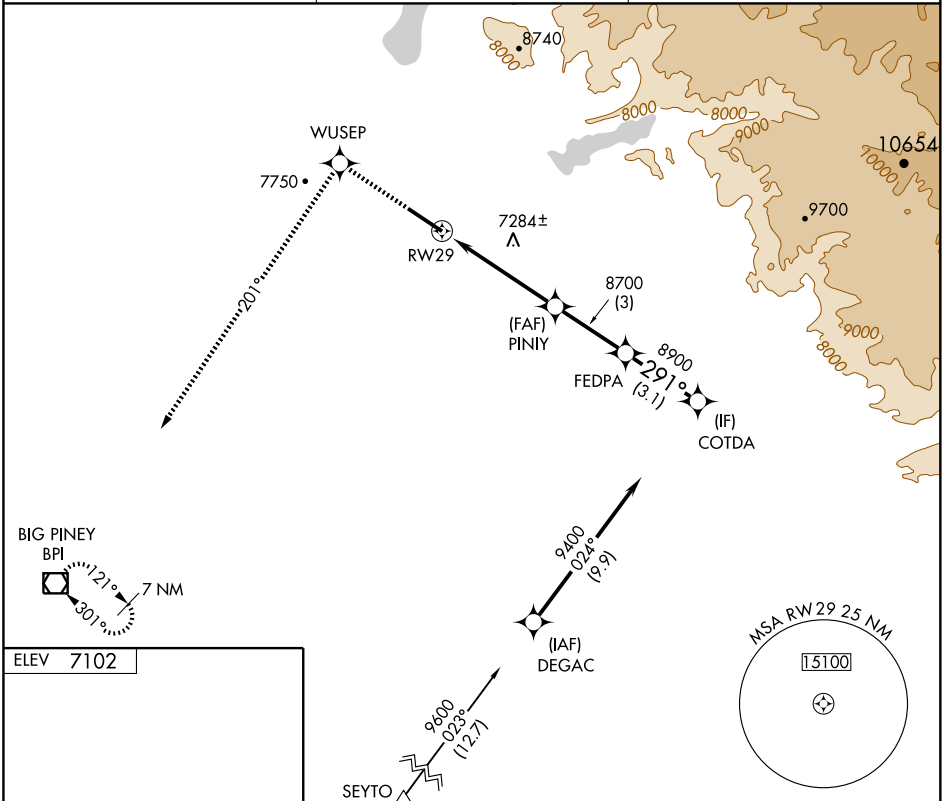 8740
8000
8000
8000
9000
WUSEP
10654
10000
7750
9700
7284±
RW29
201°
8700
(3)
(FAF)
PINIY
9000
8000
8900
291°
(3.1)
FEDPA
(IF)
COTDA
BIG PINEY
BPI
121°
7 NM
301°
9400
024°
(9.9)
(IAF)
DEGAC
MSA RW 29 25 NM
15100
ELEV 7102
9600
023°
(12.7)
SEYTO